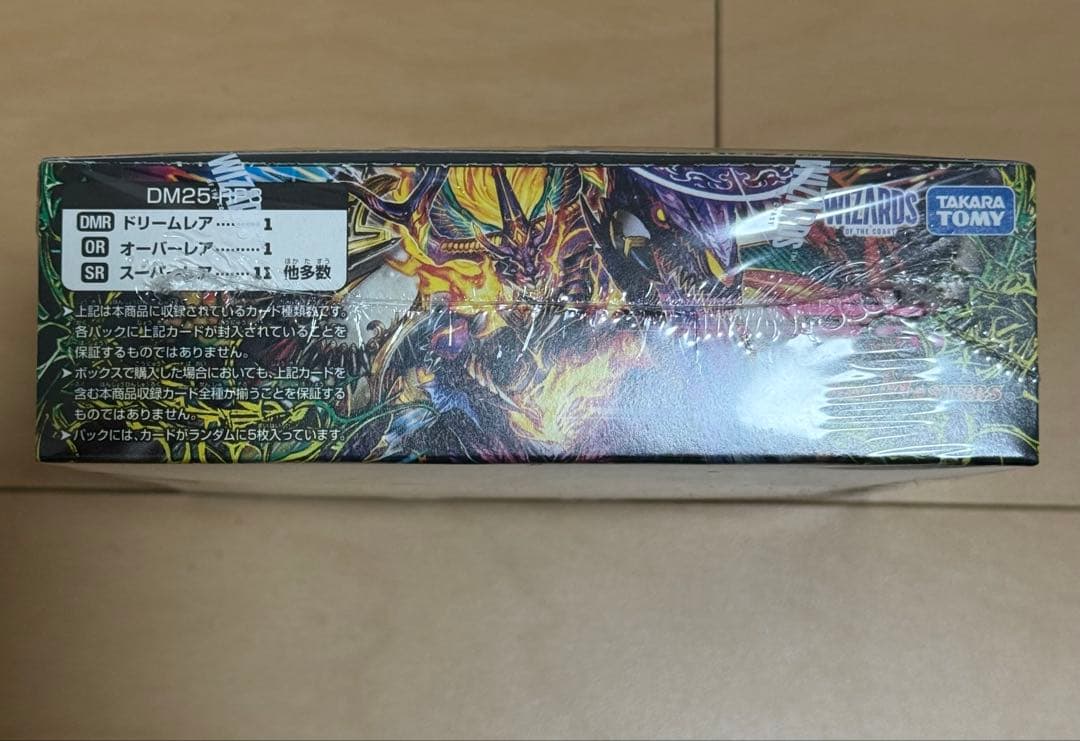 DM25-RP3
DMR ドリームレア…… 1
OR オーバーレア……… 1
SR スーパーレア……11 他多数
ほかたすう
▶上記は本商品に収録されているカード種類数です。
各パックに上記カードが封入されていることを
保証するものではありません。
▶ボックスで購入した場合においても、上記カードを
含む本商品収録カード全種が揃うことを保証する
ものではありません。
▶パックには、カードがランダムに5枚入っています。
WIZARDS
OF THE COAST
TAKARA
TOMY
WIZARDS